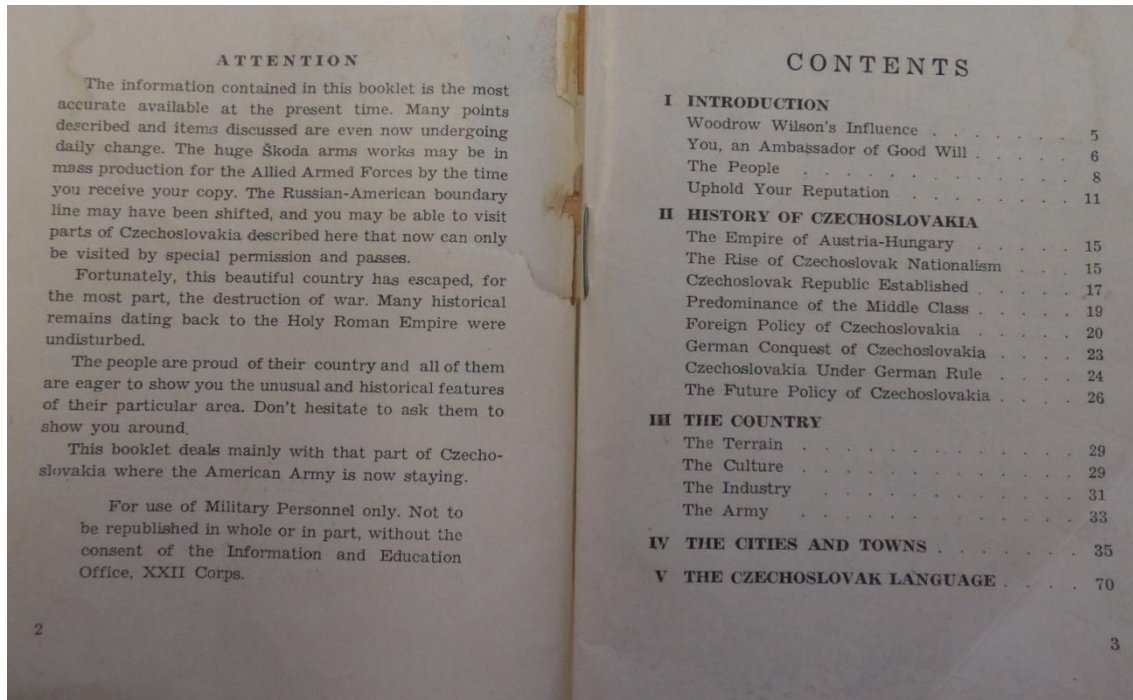 ATTENTION
The information contained in this booklet is the most
accurate available at the present time. Many points
described and items discussed are even now undergoing
daily change. The huge Škoda arms works may be in
mass production for the Allied Armed Forces by the time
you receive your copy. The Russian-American boundary
line may have been shifted, and you may be able to visit
parts of Czechoslovakia described here that now can only
be visited by special permission and passes.
Fortunately, this beautiful country has escaped, for
the most part, the destruction of war. Many historical
remains dating back to the Holy Roman Empire were
undisturbed.
The people are proud of their country and all of them
are eager to show you the unusual and historical features
of their particular area. Don't hesitate to ask them to
show you around.
This booklet deals mainly with that part of Czecho-
slovakia where the American Army is now staying.
For use of Military Personnel only. Not to
be republished in whole or in part, without the
consent of the Information and Education
Office, XXII Corps.
2
CONTENTS
I INTRODUCTION
Woodrow Wilson's Influence . . . . . . . 5
You, an Ambassador of Good Will . . . . . 6
The People . . . . . . . . . . . . 8
Uphold Your Reputation . . . . . . . 11
II HISTORY OF CZECHOSLOVAKIA
The Empire of Austria-Hungary . . . . . 15
The Rise of Czechoslovak Nationalism . . . . 15
Czechoslovak Republic Established . . . . . 17
Predominance of the Middle Class . . . . . 19
Foreign Policy of Czechoslovakia . . . . . 20
German Conquest of Czechoslovakia . . . . 23
Czechoslovakia Under German Rule . . . . 24
The Future Policy of Czechoslovakia . . . . 26
III THE COUNTRY
The Terrain . . . . . . . . . . . . 29
The Culture . . . . . . . . . . . . 29
The Industry . . . . . . . . . . . 31
The Army . . . . . . . . . . . . 33
IV THE CITIES AND TOWNS . . . . . . . 35
V THE CZECHOSLOVAK LANGUAGE . . . . 70
3